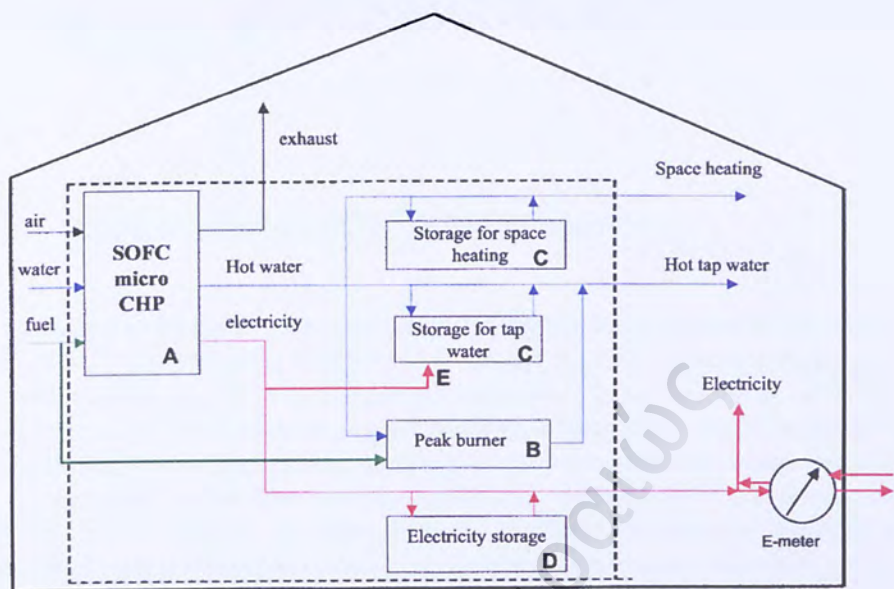 exhaust
Space heating
air
SOFC
micro
CHP
A
water
fuel
Hot water
electricity
Storage for space
heating
C
Hot tap water
Storage for tap
water
C
E
Electricity
Peak burner
B
Electricity storage
D
E-meter